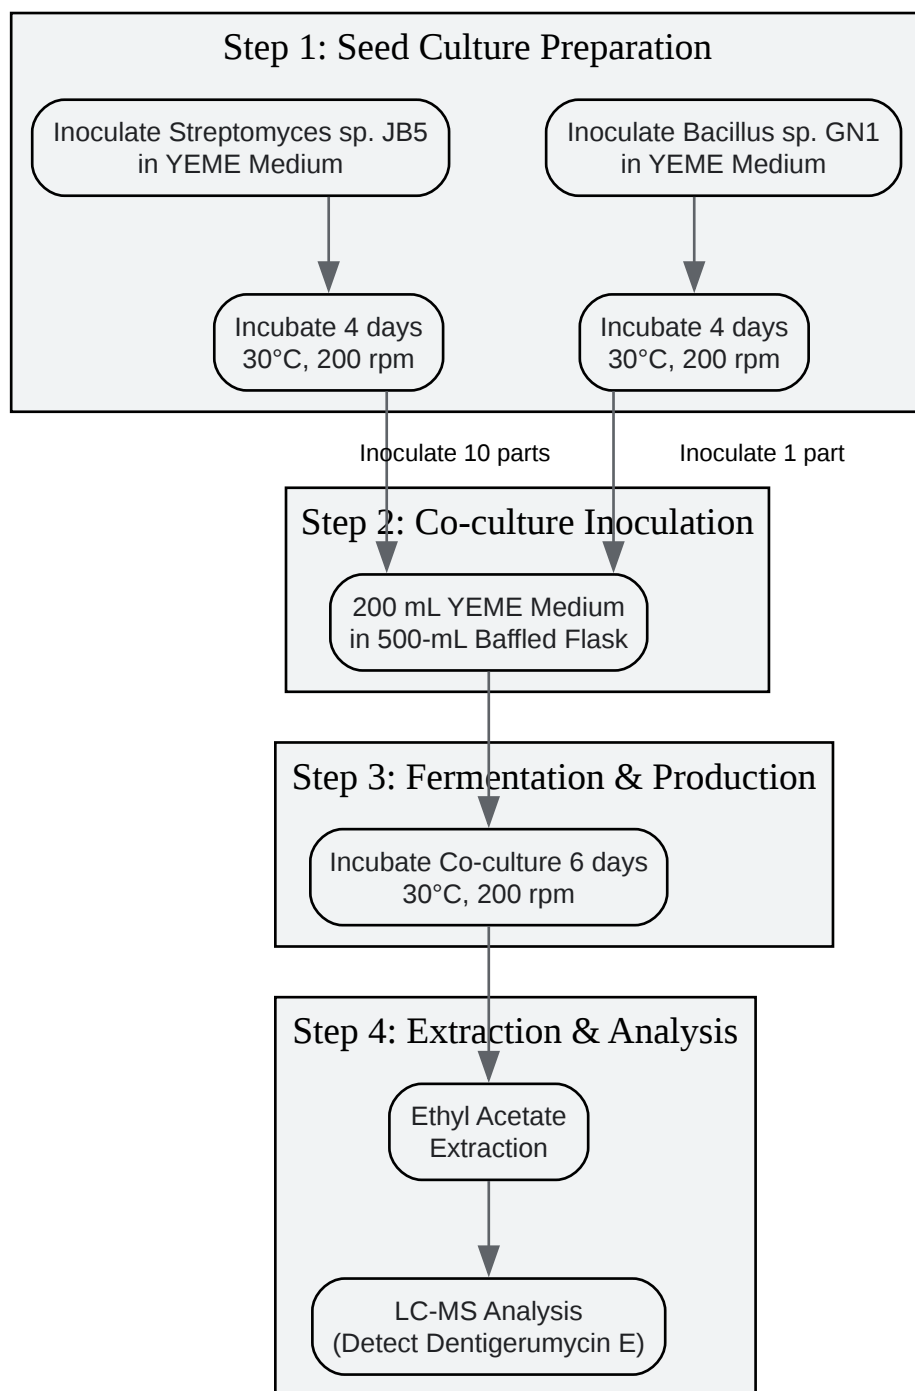 Step 1: Seed Culture Preparation
Inoculate Streptomyces sp. JB5
in YEME Medium
Inoculate Bacillus sp. GN1
in YEME Medium
Incubate 4 days
30°C, 200 rpm
Incubate 4 days
30°C, 200 rpm
Inoculate 10 parts
Inoculate 1 part
Step 2: Co-culture Inoculation
200 mL YEME Medium
in 500-mL Baffled Flask
Step 3: Fermentation & Production
Incubate Co-culture 6 days
30°C, 200 rpm
Step 4: Extraction & Analysis
Ethyl Acetate
Extraction
LC-MS Analysis
(Detect Dentigerumycin E)